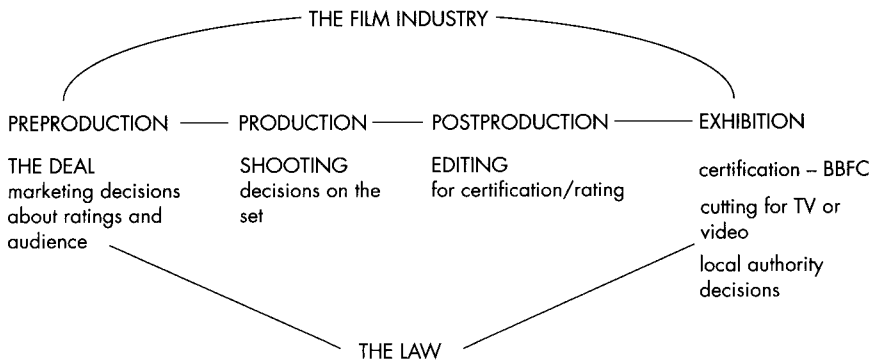 THE FILM INDUSTRY
PREPRODUCTION
PRODUCTION
POSTPRODUCTION
EXHIBITION
THE DEAL
marketing decisions
about ratings and
audience
SHOOTING
decisions on the
set
EDITING
for certification/rating
certification – BBFC
cutting for TV or
video
local authority
decisions
THE LAW